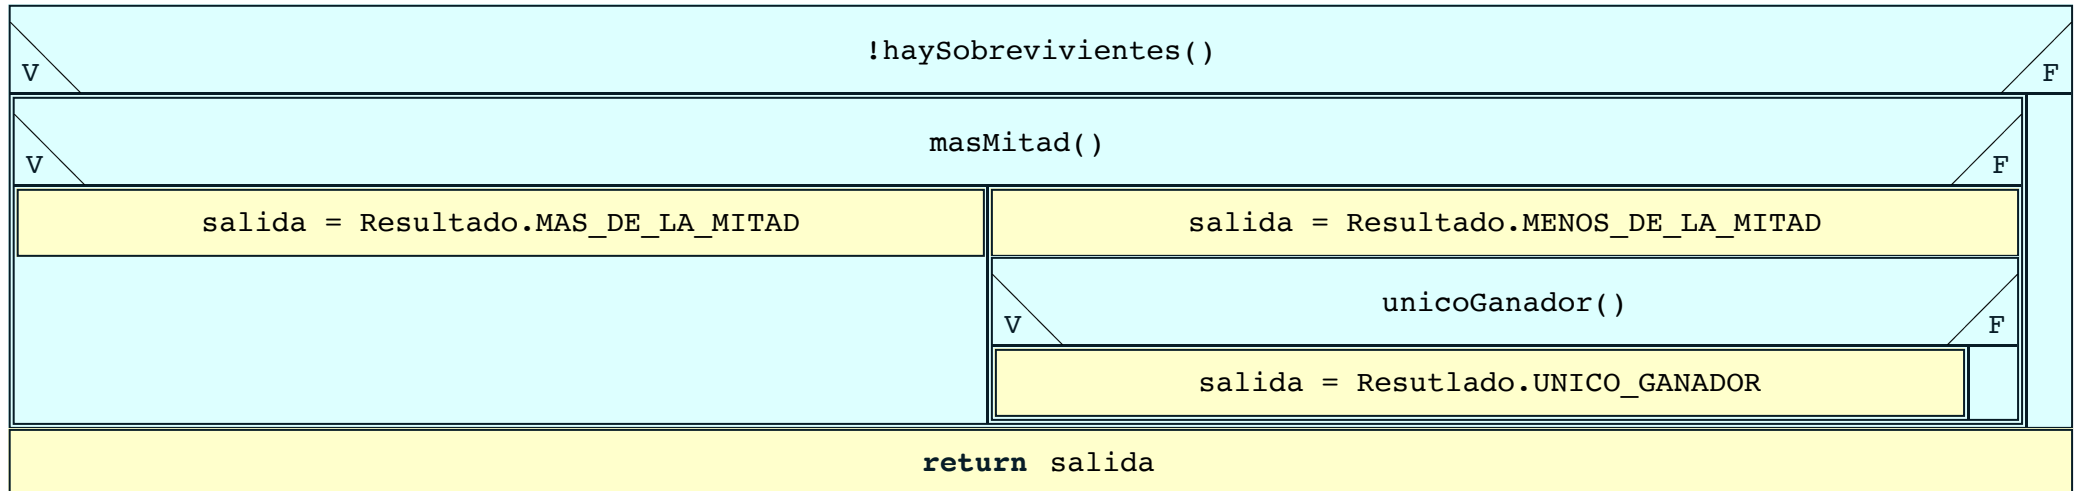 !haySobrevivientes()
V
F
masMitad()
V
F
salida = Resultado.MAS_DE_LA_MITAD
salida = Resultado.MENOS_DE_LA_MITAD
unicoGanador()
V
F
salida = Resutlado.UNICO_GANADOR
return salida